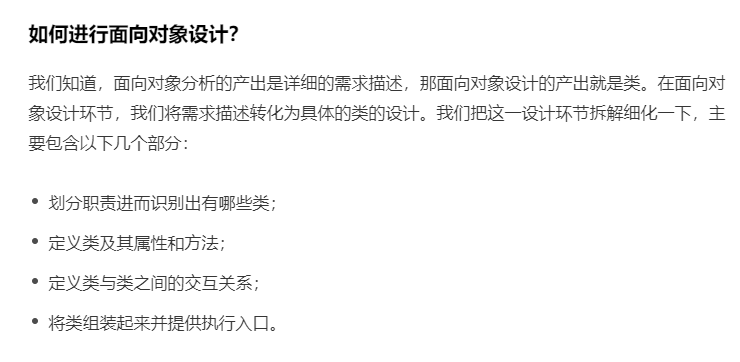 如何进行面向对象设计？
我们知道，面向对象分析的产出是详细的需求描述，那面向对象设计的产出就是类。在面向对
象设计环节，我们将需求描述转化为具体的类的设计。我们把这一设计环节拆解细化一下，主
要包含以下几个部分：
• 划分职责进而识别出有哪些类；
• 定义类及其属性和方法；
• 定义类与类之间的交互关系；
• 将类组装起来并提供执行入口。